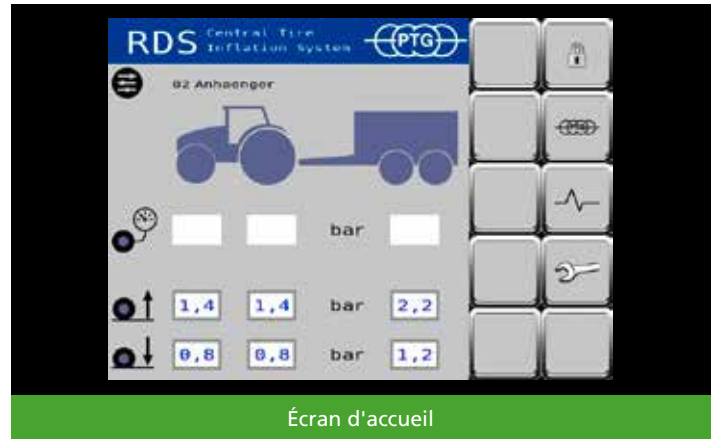 RDS Central Tire Inflation System PTG
02 Anhaenger
bar
1,4 1,4 bar 2,2
0,8 0,8 bar 1,2
PTG
Écran d'accueil